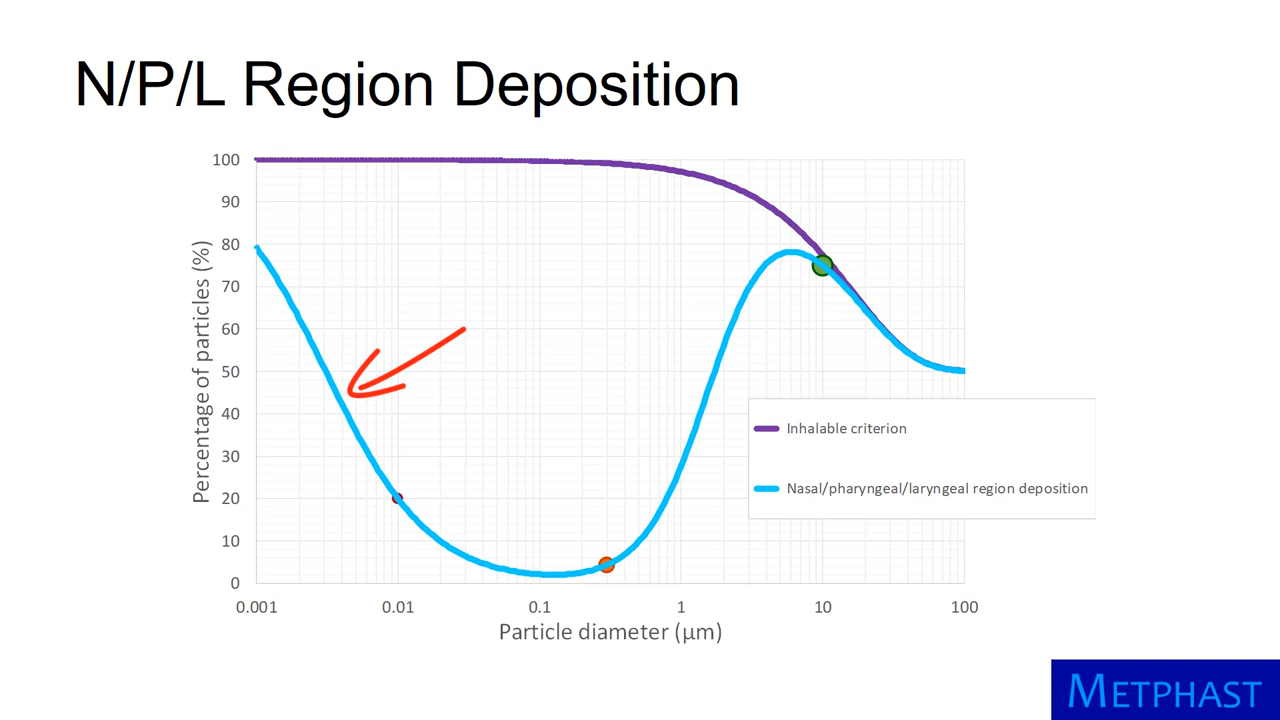 N/P/L Region Deposition
100
90
80
70
60
50
40
30
20
10
0
Percentage of particles (%)
0.001 0.01 0.1 1 10 100
Particle diameter (µm)
Inhalable criterion
Nasal/pharyngeal/laryngeal region deposition
METPHAST